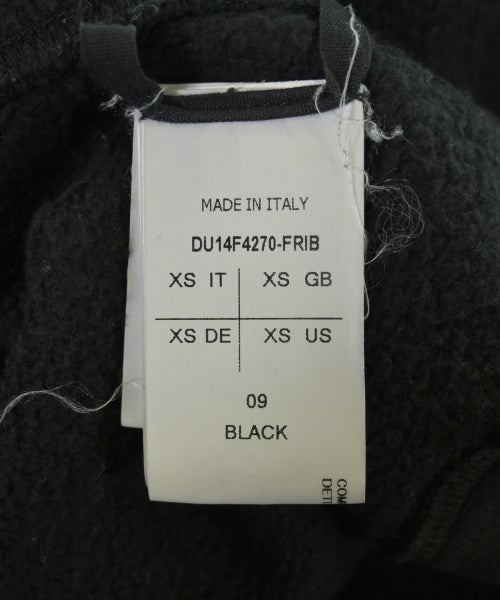 MADE IN ITALY
DU14F4270-FRIB
XS IT XS GB
XS DE XS US
09
BLACK